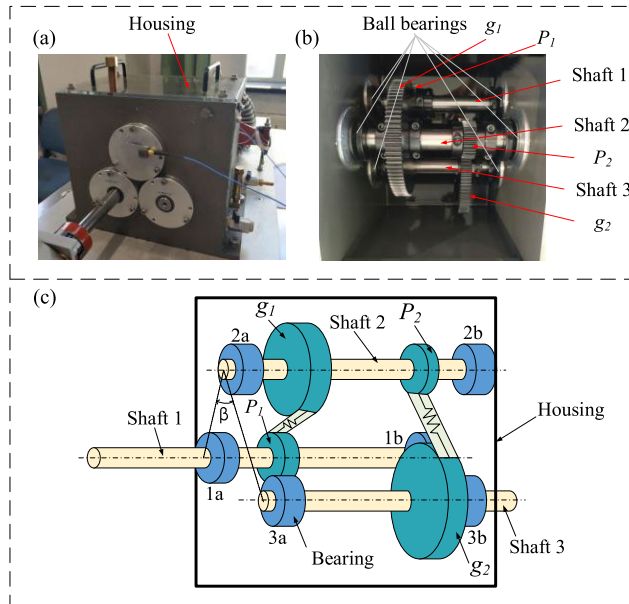 Housing
(a)
(b)
Ball bearings
g1
P1
Shaft 1
Shaft 2
P2
Shaft 3
g2
(c)
g1
2a
Shaft 2
P2
2b
Housing
Shaft 1
β
P1
1b
1a
3a
Bearing
3b
Shaft 3
g2